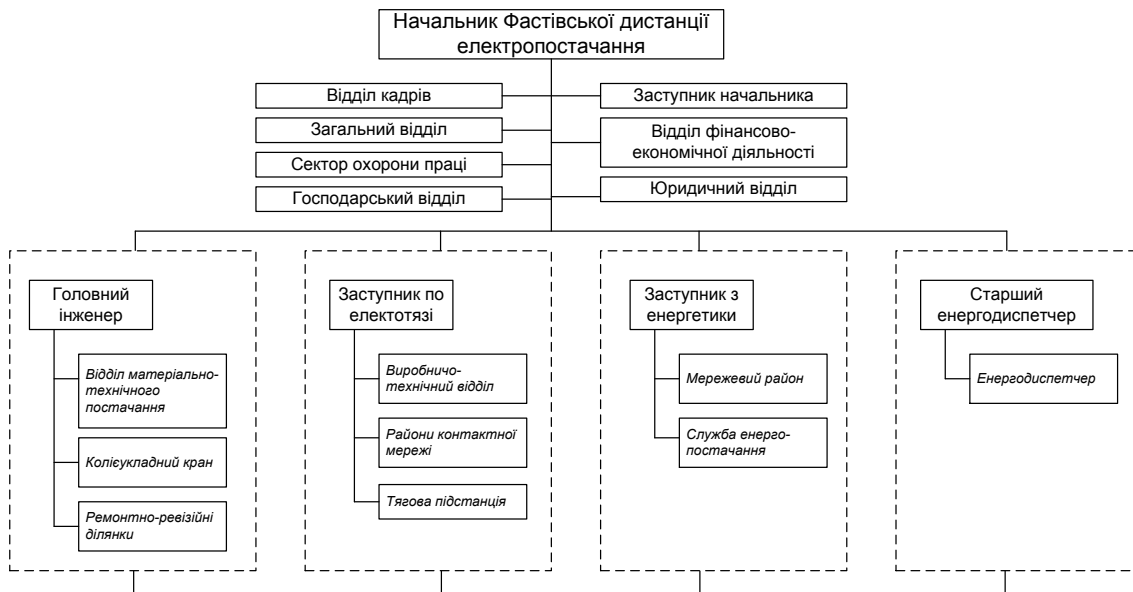 Начальник Фастівської дистанції
електропостачання
Відділ кадрів
Заступник начальника
Загальний відділ
Відділ фінансово-
економічної діяльності
Сектор охорони праці
Господарський відділ
Юридичний відділ
Головний
інженер
Відділ матеріально-
технічного
постачання
Колієукладний кран
Ремонтно-ревізійні
ділянки
Заступник по
електотязі
Виробничо-
технічний відділ
Райони контактної
мережі
Тягова підстанція
Заступник з
енергетики
Мережевий район
Служба енерго-
постачання
Старший
енергодиспетчер
Енергодиспетчер